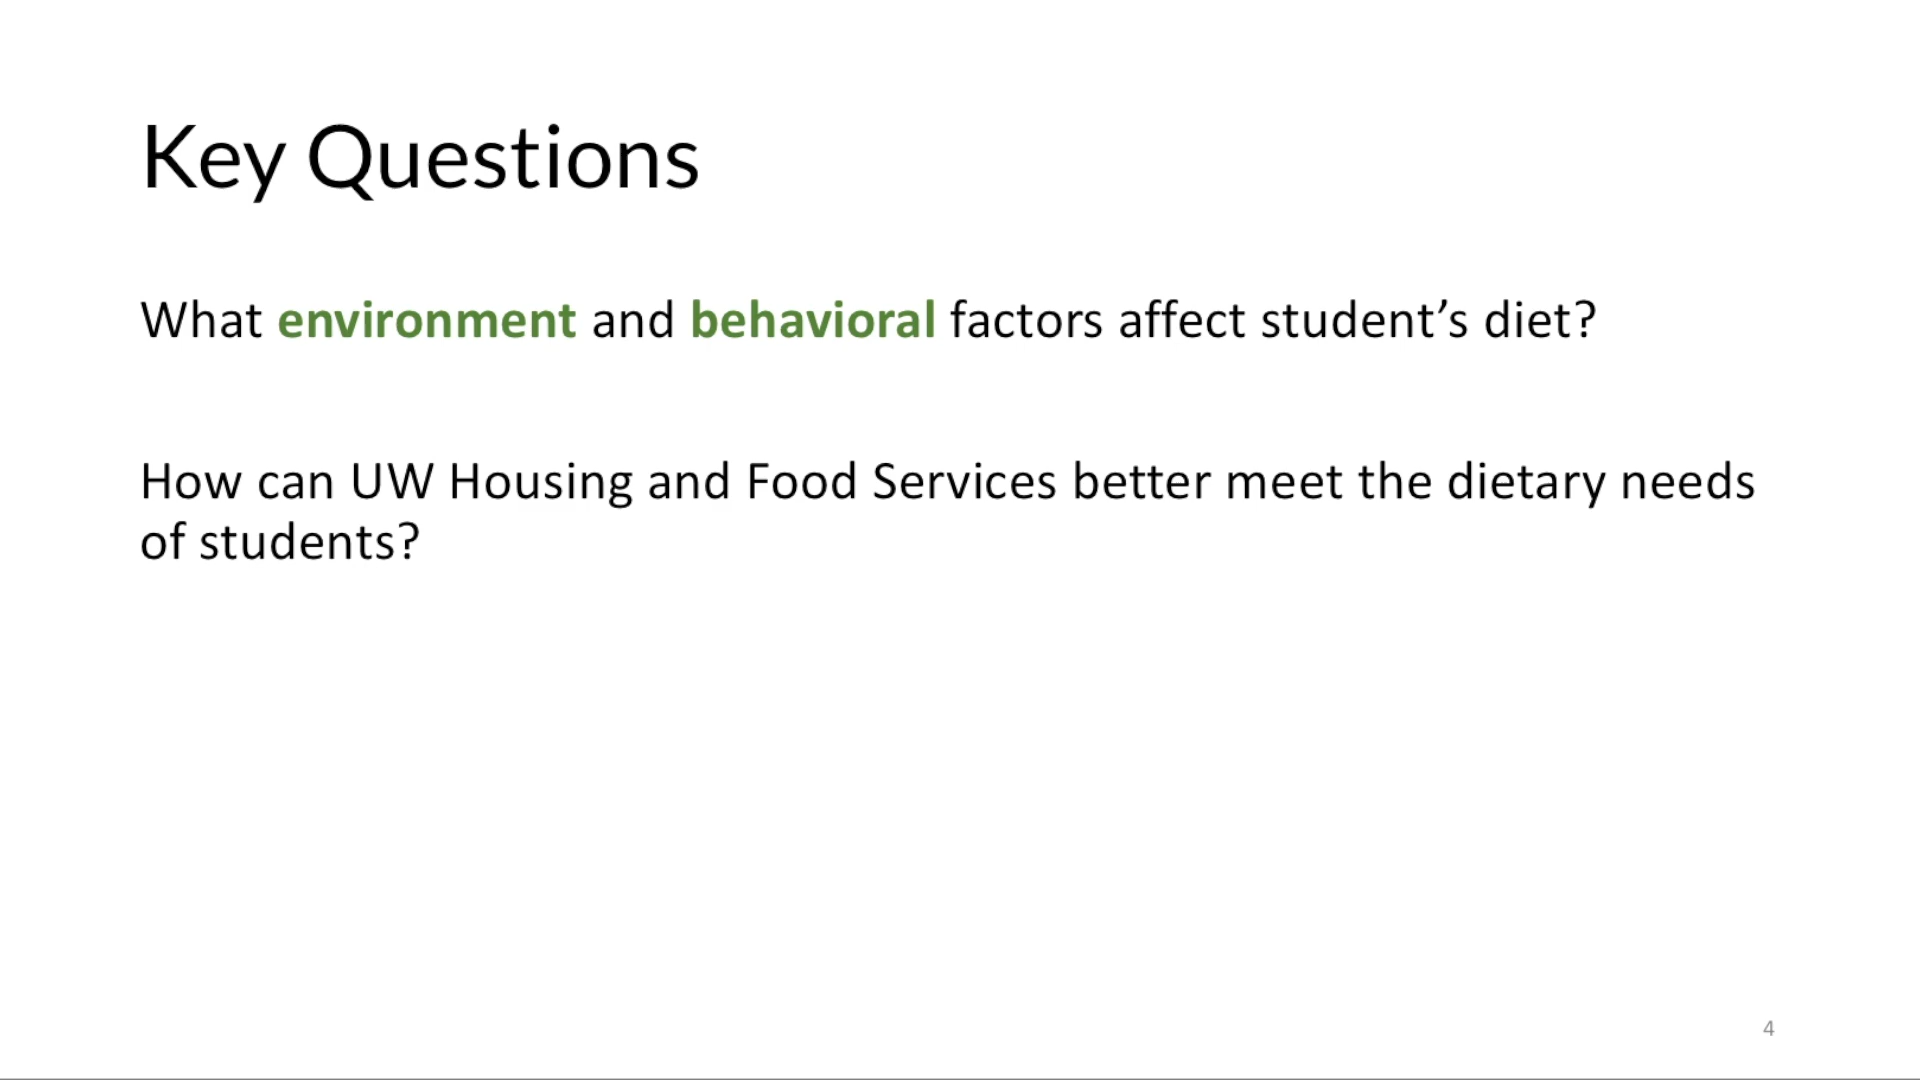 Key Questions
What environment and behavioral factors affect student’s diet?
How can UW Housing and Food Services better meet the dietary needs
of students?
4